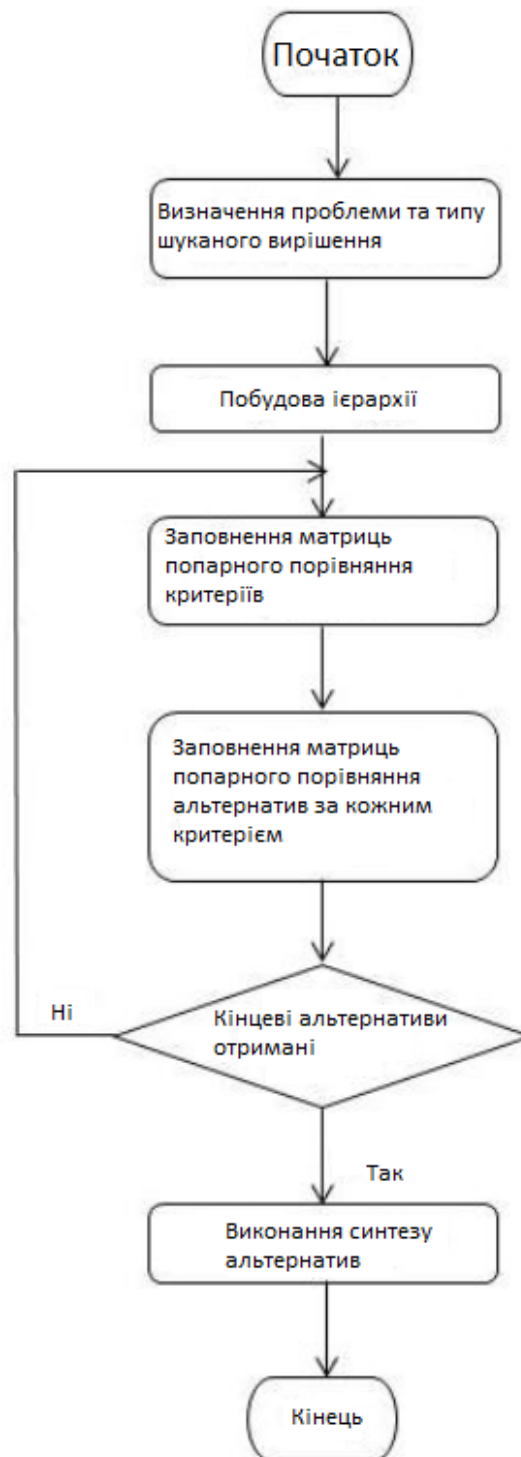 Початок
Визначення проблеми та типу
шуканого вирішення
Побудова ієрархії
Заповнення матриць
попарного порівняння
критеріїв
Заповнення матриць
попарного порівняння
альтернатив за кожним
критерієм
Ні
Кінцеві альтернативи
отримані
Так
Виконання синтезу
альтернатив
Кінець